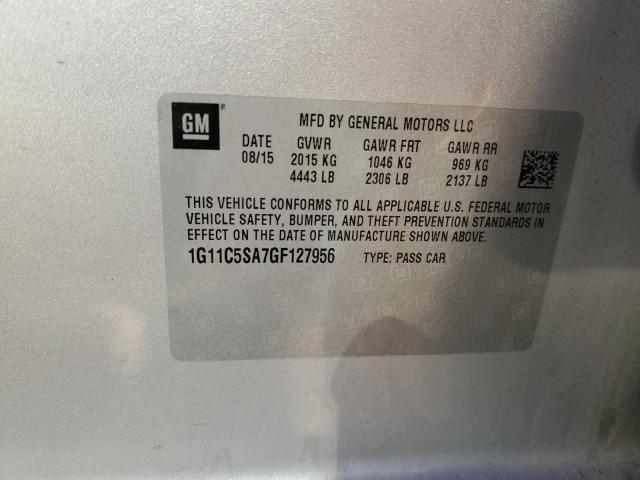 GM ® MFD BY GENERAL MOTORS LLC
DATE GVWR GAWR FRT GAWR RR
08/15 2015 KG 1046 KG 969 KG
4443 LB 2306 LB 2137 LB
THIS VEHICLE CONFORMS TO ALL APPLICABLE U.S. FEDERAL MOTOR
VEHICLE SAFETY, BUMPER, AND THEFT PREVENTION STANDARDS IN
EFFECT ON THE DATE OF MANUFACTURE SHOWN ABOVE.
1G11C5SA7GF127956 TYPE: PASS CAR